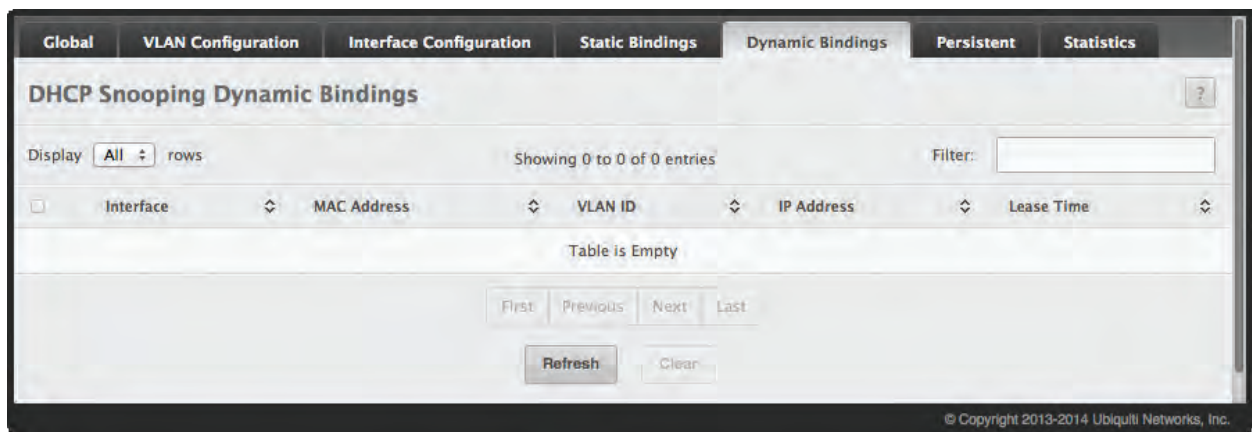 Global VLAN Configuration Interface Configuration Static Bindings Dynamic Bindings Persistent Statistics
DHCP Snooping Dynamic Bindings ?
Display All rows Showing 0 to 0 of 0 entries Filter:
Interface MAC Address VLAN ID IP Address Lease Time
Table is Empty
First Previous Next Last
Refresh Clear
© Copyright 2013-2014 Ubiquiti Networks, Inc.